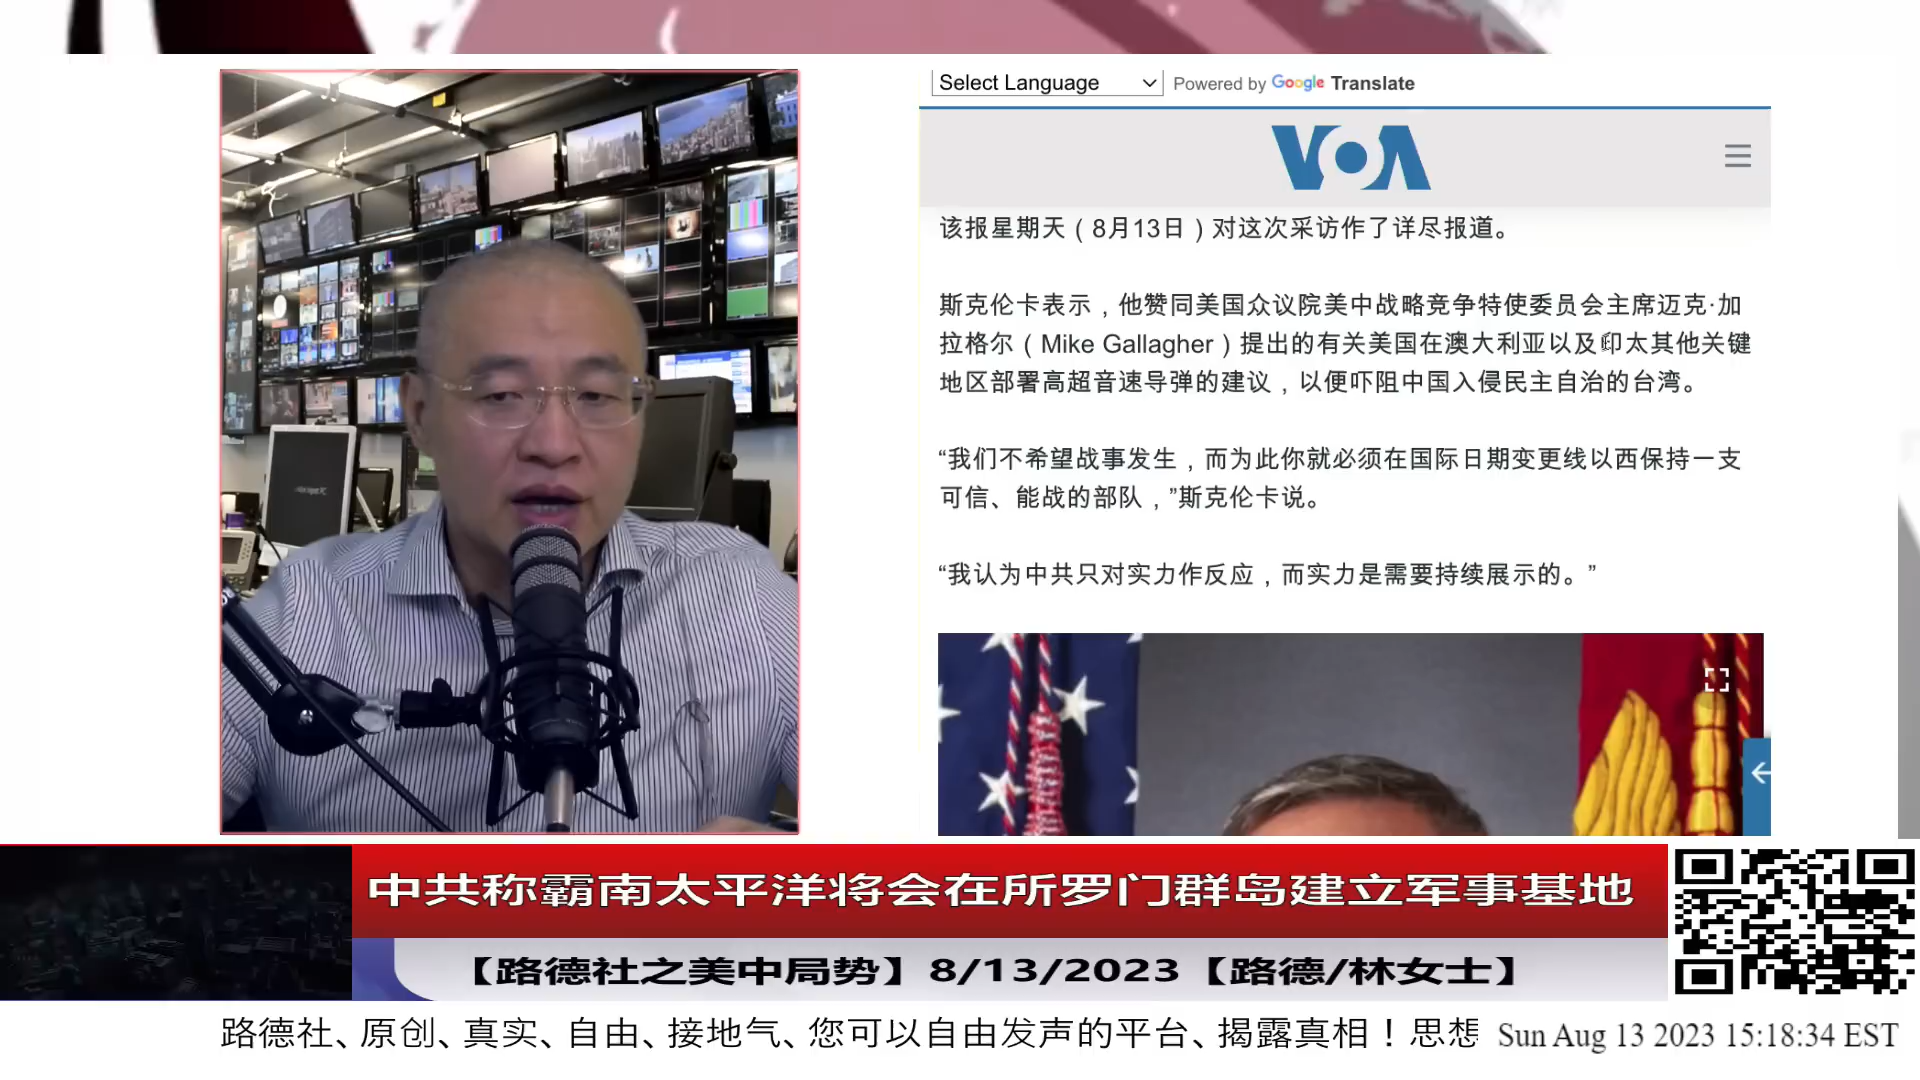 Select Language
Powered by Google Translate
VOA
该报星期天（8月13日）对这次采访作了详尽报道。
斯克伦卡表示，他赞同美国众议院美中战略竞争特使委员会主席迈克·加
拉格尔（Mike Gallagher）提出的有关美国在澳大利亚以及印太其他关键
地区部署高超音速导弹的建议，以便吓阻中国入侵民主自治的台湾。
“我们不希望战事发生，而为此你就必须在国际日期变更线以西保持一支
可信、能战的部队，”斯克伦卡说。
“我认为中共只对实力作反应，而实力是需要持续展示的。”
中共称霸南太平洋将会在所罗门群岛建立军事基地
【路德社之美中局势】8/13/2023【路德/林女士】
路德社、原创、真实、自由、接地气、您可以自由发声的平台、揭露真相！思想
Sun Aug 13 2023 15:18:34 EST